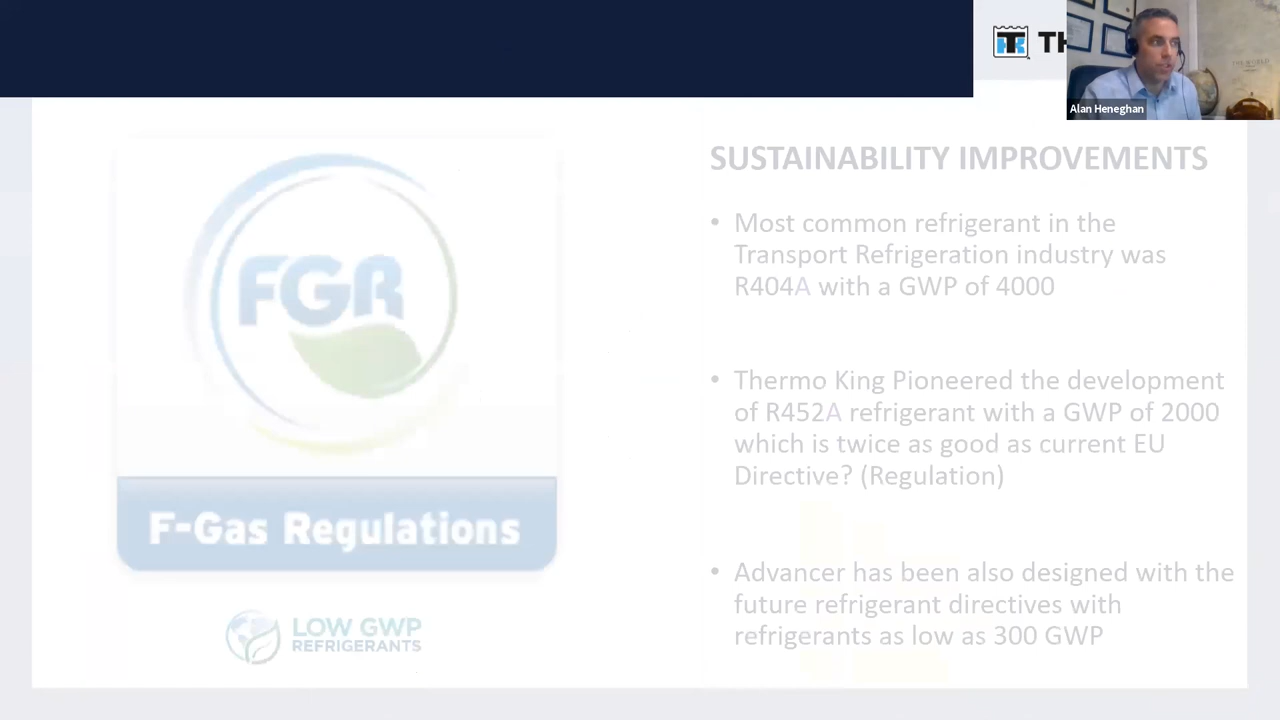 TH
Alan Heneghan
SUSTAINABILITY IMPROVEMENTS
• Most common refrigerant in the
Transport Refrigeration industry was
R404A with a GWP of 4000
• Thermo King Pioneered the development
of R452A refrigerant with a GWP of 2000
which is twice as good as current EU
Directive? (Regulation)
• Advancer has been also designed with the
future refrigerant directives with
refrigerants as low as 300 GWP
FGR
F-Gas Regulations
LOW GWP
REFRIGERANTS